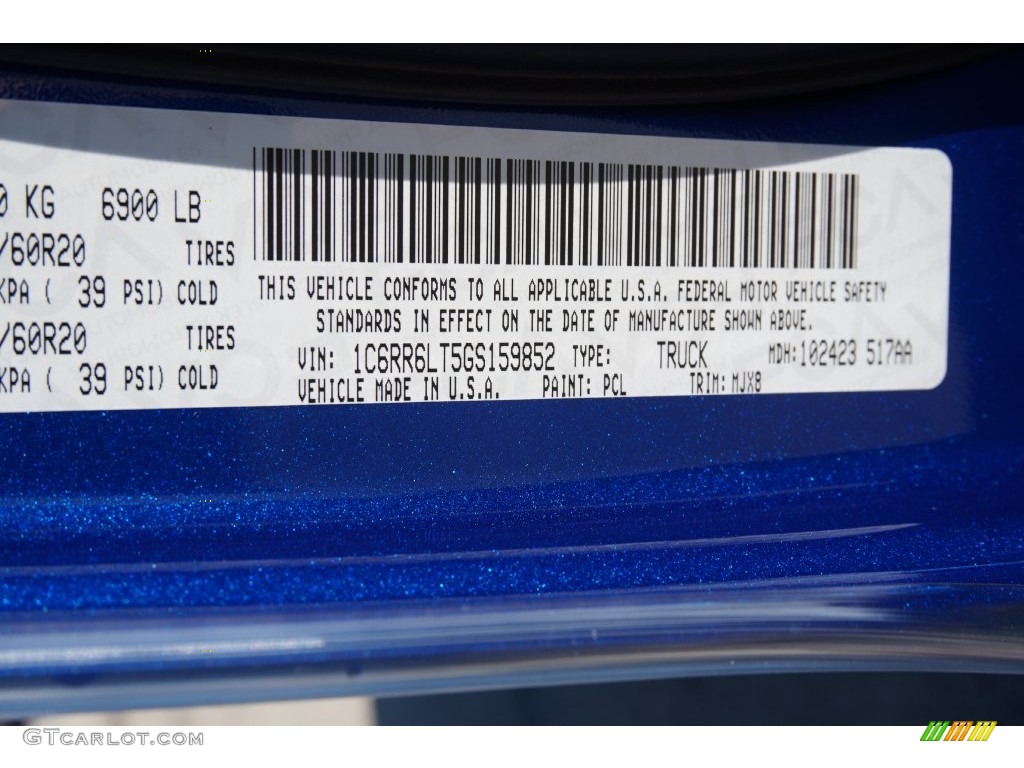 0 KG 6900 LB
/60R20 TIRES
KPA ( 39 PSI) COLD
/60R20 TIRES
KPA ( 39 PSI) COLD
THIS VEHICLE CONFORMS TO ALL APPLICABLE U.S.A. FEDERAL MOTOR VEHICLE SAFETY
STANDARDS IN EFFECT ON THE DATE OF MANUFACTURE SHOWN ABOVE.
VIN: 1C6RR6LT5GS159852 TYPE: TRUCK MDH:102423 517AA
VEHICLE MADE IN U.S.A. PAINT: PCL TRIM: MJX8
GTCarlot.com